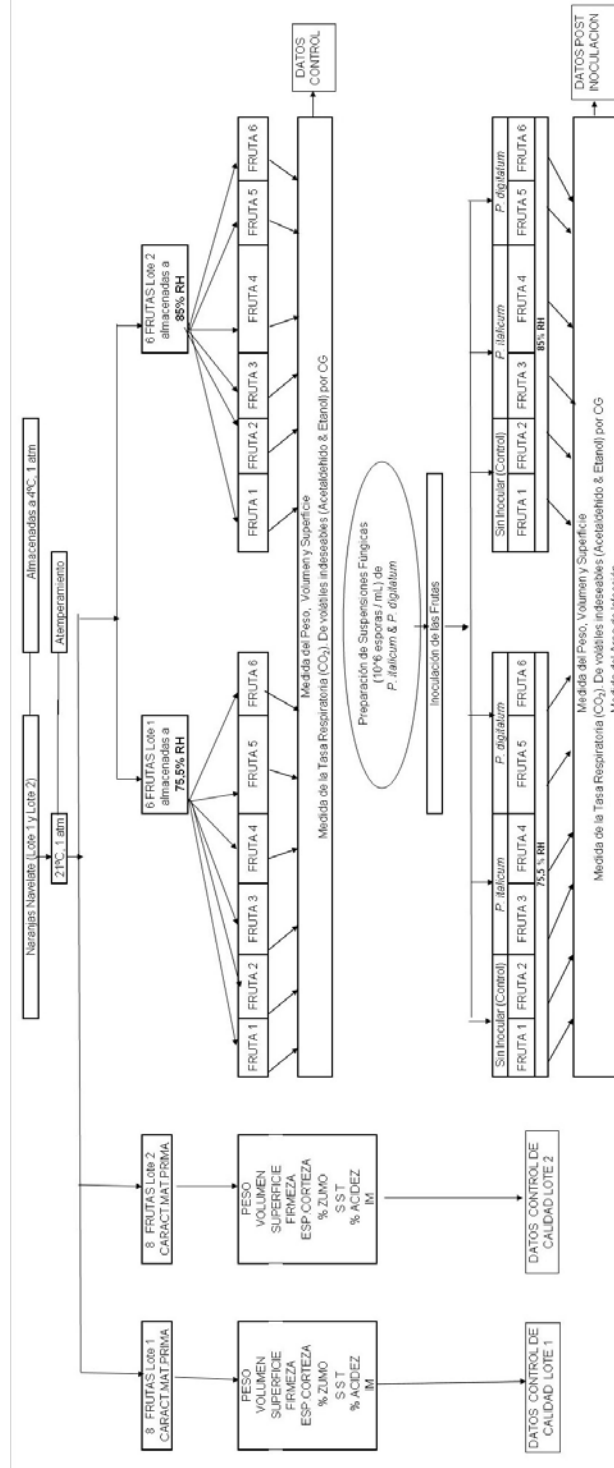 Naranjas Navelate (Lote 1 y Lote 2)
Almacenadas a 4ºC, 1 atm
21ºC, 1 atm
Atemperamiento
8 FRUTAS Lote 1
CARACT.MAT.PRIMA
8 FRUTAS Lote 2
CARACT.MAT.PRIMA
6 FRUTAS Lote 1
almacenadas a
75.5% RH
6 FRUTAS Lote 2
almacenadas a
85% RH
PESO
VOLUMEN
SUPERFICIE
FIRMEZA
ESP.CORTEZA
% ZUMO
S S T
% ACIDEZ
IM
PESO
VOLUMEN
SUPERFICIE
FIRMEZA
ESP.CORTEZA
% ZUMO
S S T
% ACIDEZ
IM
FRUTA 1 FRUTA 2 FRUTA 3 FRUTA 4 FRUTA 5 FRUTA 6
FRUTA 1 FRUTA 2 FRUTA 3 FRUTA 4 FRUTA 5 FRUTA 6
Medida del Peso, Volumen y Superficie
Medida de la Tasa Respiratoria (CO2). De volátiles indeseables (Acetaldehido & Etanol) por CG
DATOS
CONTROL
Preparación de Suspensiones Fúngicas
(10^6 esporas / mL) de
P. italicum & P. digitatum
Inoculación de las Frutas
DATOS CONTROL DE
CALIDAD LOTE 1
DATOS CONTROL DE
CALIDAD LOTE 2
Sin Inocular (Control) P. italicum P. digitatum
FRUTA 1 FRUTA 2 FRUTA 3 FRUTA 4 FRUTA 5 FRUTA 6
75.5 % RH
Sin Inocular (Control) P. italicum P. digitatum
FRUTA 1 FRUTA 2 FRUTA 3 FRUTA 4 FRUTA 5 FRUTA 6
85% RH
Medida del Peso, Volumen y Superficie
Medida de la Tasa Respiratoria (CO2). De volátiles indeseables (Acetaldehido & Etanol) por CG
Medida del Area de infección
DATOS POST
INOCULACION